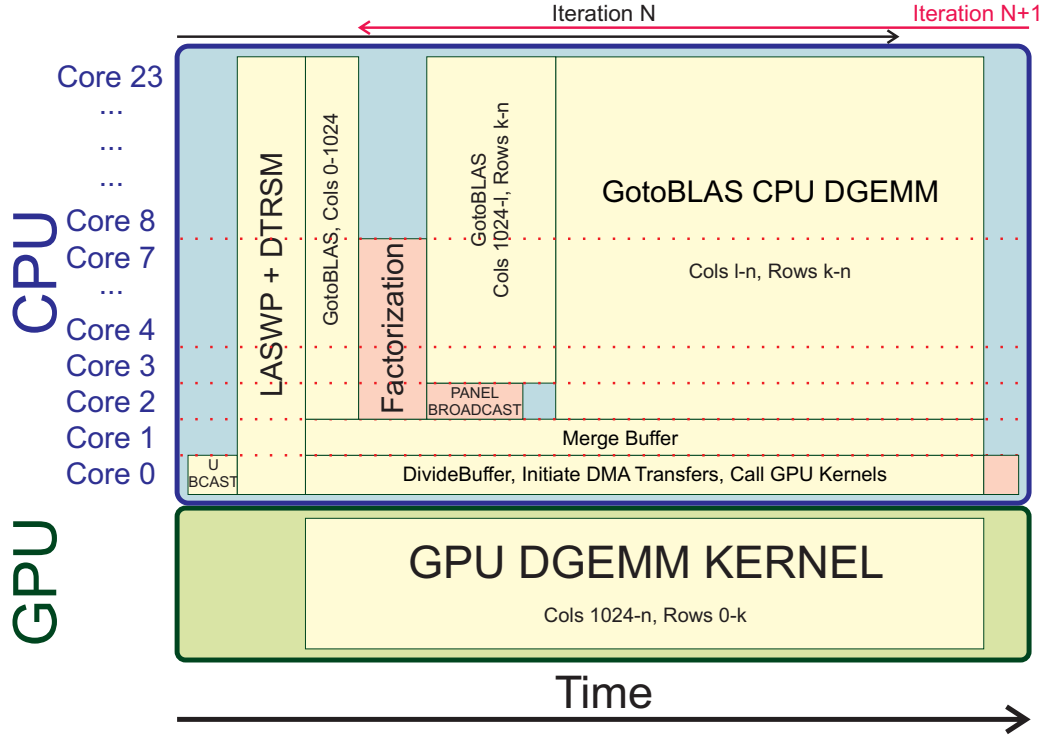 Iteration N
Iteration N+1
Core 23
...
...
...
Core 8
Core 7
...
Core 4
Core 3
Core 2
Core 1
Core 0
CPU
LASWP + DTRSM
GotoBLAS, Cols 0-1024
Factorization
GotoBLAS
Cols 1024-l, Rows k-n
PANEL
BROADCAST
GotoBLAS CPU DGEMM
Cols l-n, Rows k-n
Merge Buffer
U
BCAST
DivideBuffer, Initiate DMA Transfers, Call GPU Kernels
GPU
GPU DGEMM KERNEL
Cols 1024-n, Rows 0-k
Time